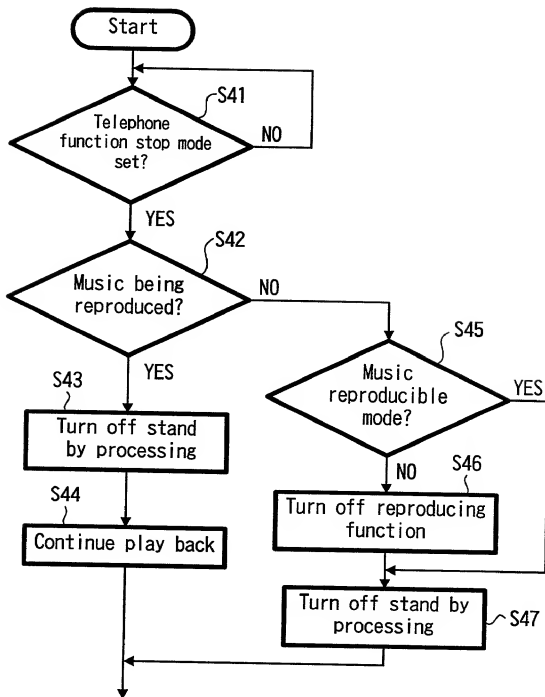 Start
S41
Telephone
function stop mode
set?
NO
YES
S42
Music being
reproduced?
NO
YES
S45
Music
reproducible
mode?
YES
NO
S43
Turn off stand
by processing
S46
Turn off reproducing
function
S44
Continue play back
Turn off stand by
processing
S47